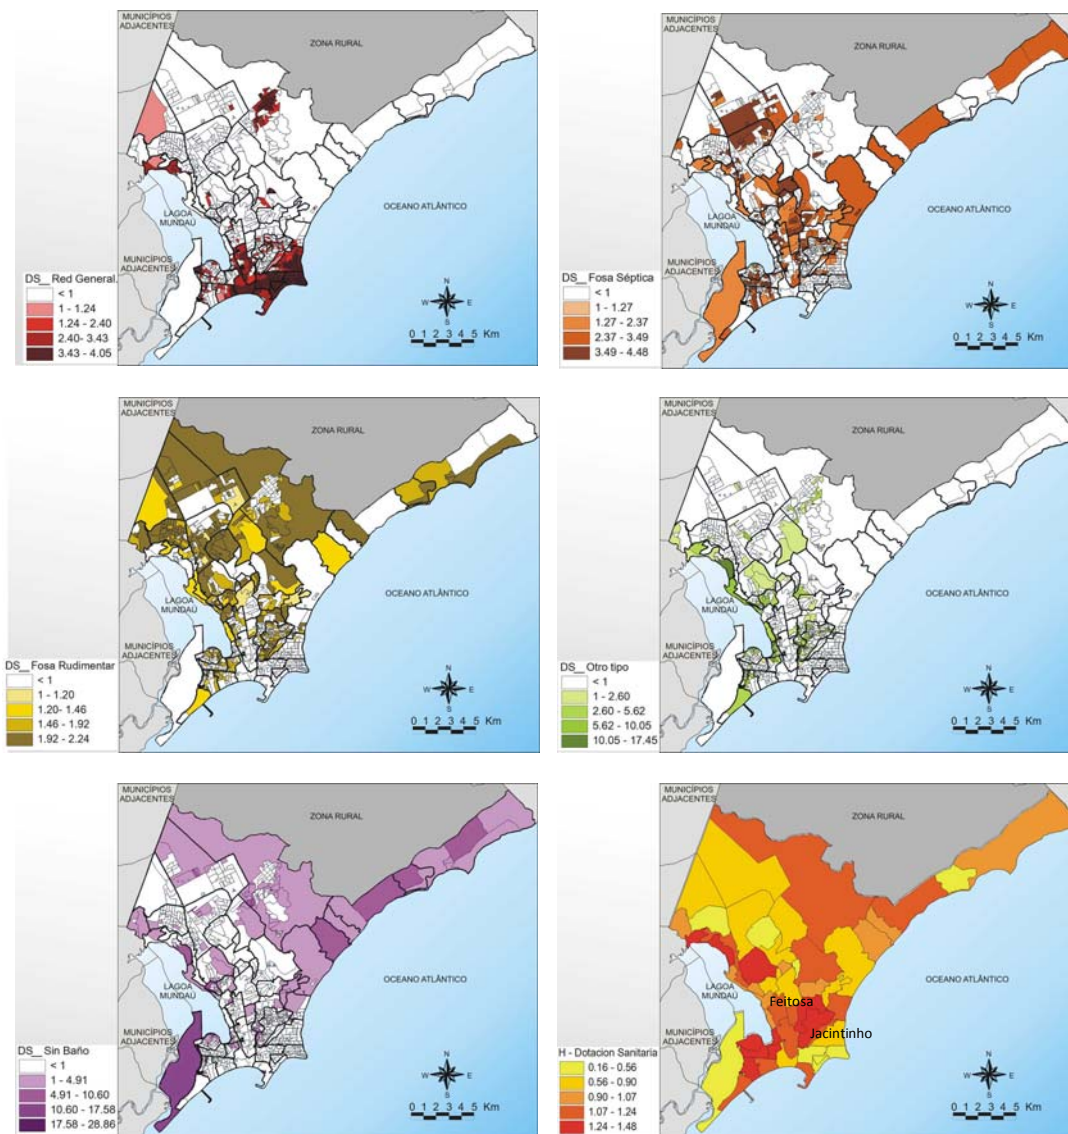 MUNICÍPIOS
ADJACENTES
ZONA RURAL
LAGOA
MUNDAÚ
OCEANO ATLÂNTICO
MUNICÍPIOS
ADJACENTES
DS__Red General.
< 1
1 - 1.24
1.24 - 2.40
2.40- 3.43
3.43 - 4.05
N
W E
S
0 1 2 3 4 5 Km
MUNICÍPIOS
ADJACENTES
ZONA RURAL
LAGOA
MUNDAÚ
OCEANO ATLÂNTICO
MUNICÍPIOS
ADJACENTES
DS__ Fosa Séptica
< 1
1 - 1.27
1.27 - 2.37
2.37 - 3.49
3.49 - 4.48
N
W E
S
0 1 2 3 4 5 Km
MUNICÍPIOS
ADJACENTES
ZONA RURAL
LAGOA
MUNDAÚ
OCEANO ATLÂNTICO
MUNICÍPIOS
ADJACENTES
DS__ Fosa Rudimentar
< 1
1 - 1.20
1.20- 1.46
1.46 - 1.92
1.92 - 2.24
N
W E
S
0 1 2 3 4 5 Km
MUNICÍPIOS
ADJACENTES
ZONA RURAL
LAGOA
MUNDAÚ
OCEANO ATLÂNTICO
MUNICÍPIOS
ADJACENTES
DS__ Otro tipo
< 1
1 - 2.60
2.60 - 5.62
5.62 - 10.05
10.05 - 17.45
N
W E
S
0 1 2 3 4 5 Km
MUNICÍPIOS
ADJACENTES
ZONA RURAL
LAGOA
MUNDAÚ
OCEANO ATLÂNTICO
MUNICÍPIOS
ADJACENTES
DS__ Sin Baño
< 1
1 - 4.91
4.91 - 10.60
10.60 - 17.58
17.58 - 28.86
N
W E
S
0 1 2 3 4 5 Km
MUNICÍPIOS
ADJACENTES
ZONA RURAL
LAGOA
MUNDAÚ
OCEANO ATLÂNTICO
Feitosa
Jacintinho
MUNICÍPIOS
ADJACENTES
H - Dotacion Sanitaria
0.16 - 0.56
0.56 - 0.90
0.90 - 1.07
1.07 - 1.24
1.24 - 1.48
N
W E
S
0 1 2 3 4 5 Km